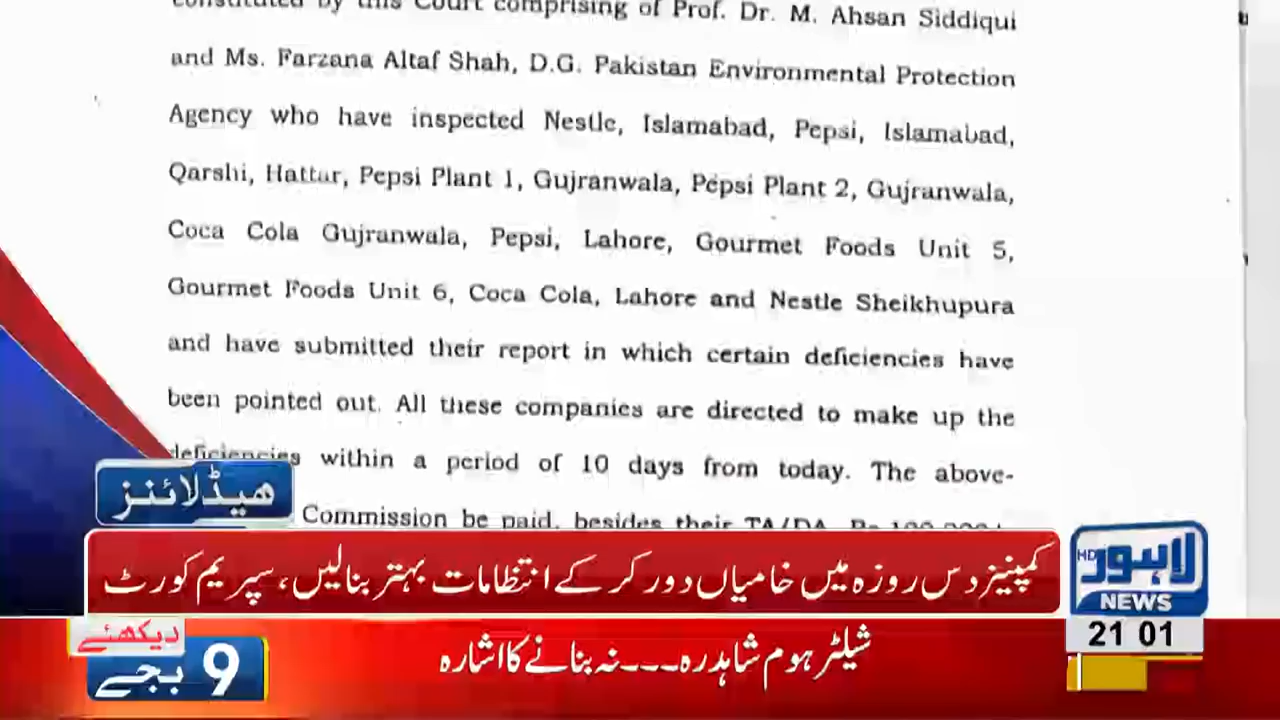 constituted by this Court comprising of Prof. Dr. M. Ahsan Siddiqui
and Ms. Farzana Altaf Shah, D.G. Pakistan Environmental Protection
Agency who have inspected Nestle, Islamabad, Pepsi, Islamabad,
Qarshi, Hattar, Pepsi Plant 1, Gujranwala, Pepsi Plant 2, Gujranwala,
Coca Cola Gujranwala, Pepsi, Lahore, Gourmet Foods Unit 5,
Gourmet Foods Unit 6, Coca Cola, Lahore and Nestle Sheikhupura
and have submitted their report in which certain deficiencies have
been pointed out. All these companies are directed to make up the
deficiencies within a period of 10 days from today. The above-
Commission be paid, besides their TA/DA, Rs
ہیڈلائنز
کمپنیز دس روزہ میں خامیاں دور کر کے انتظامات بہتر بنالیں، سپریم کورٹ
لاہور HD
NEWS
21 01
دیکھئے
9 بجے
شیلٹر ہوم شاہدرہ۔۔۔نہ بنانے کا اشارہ